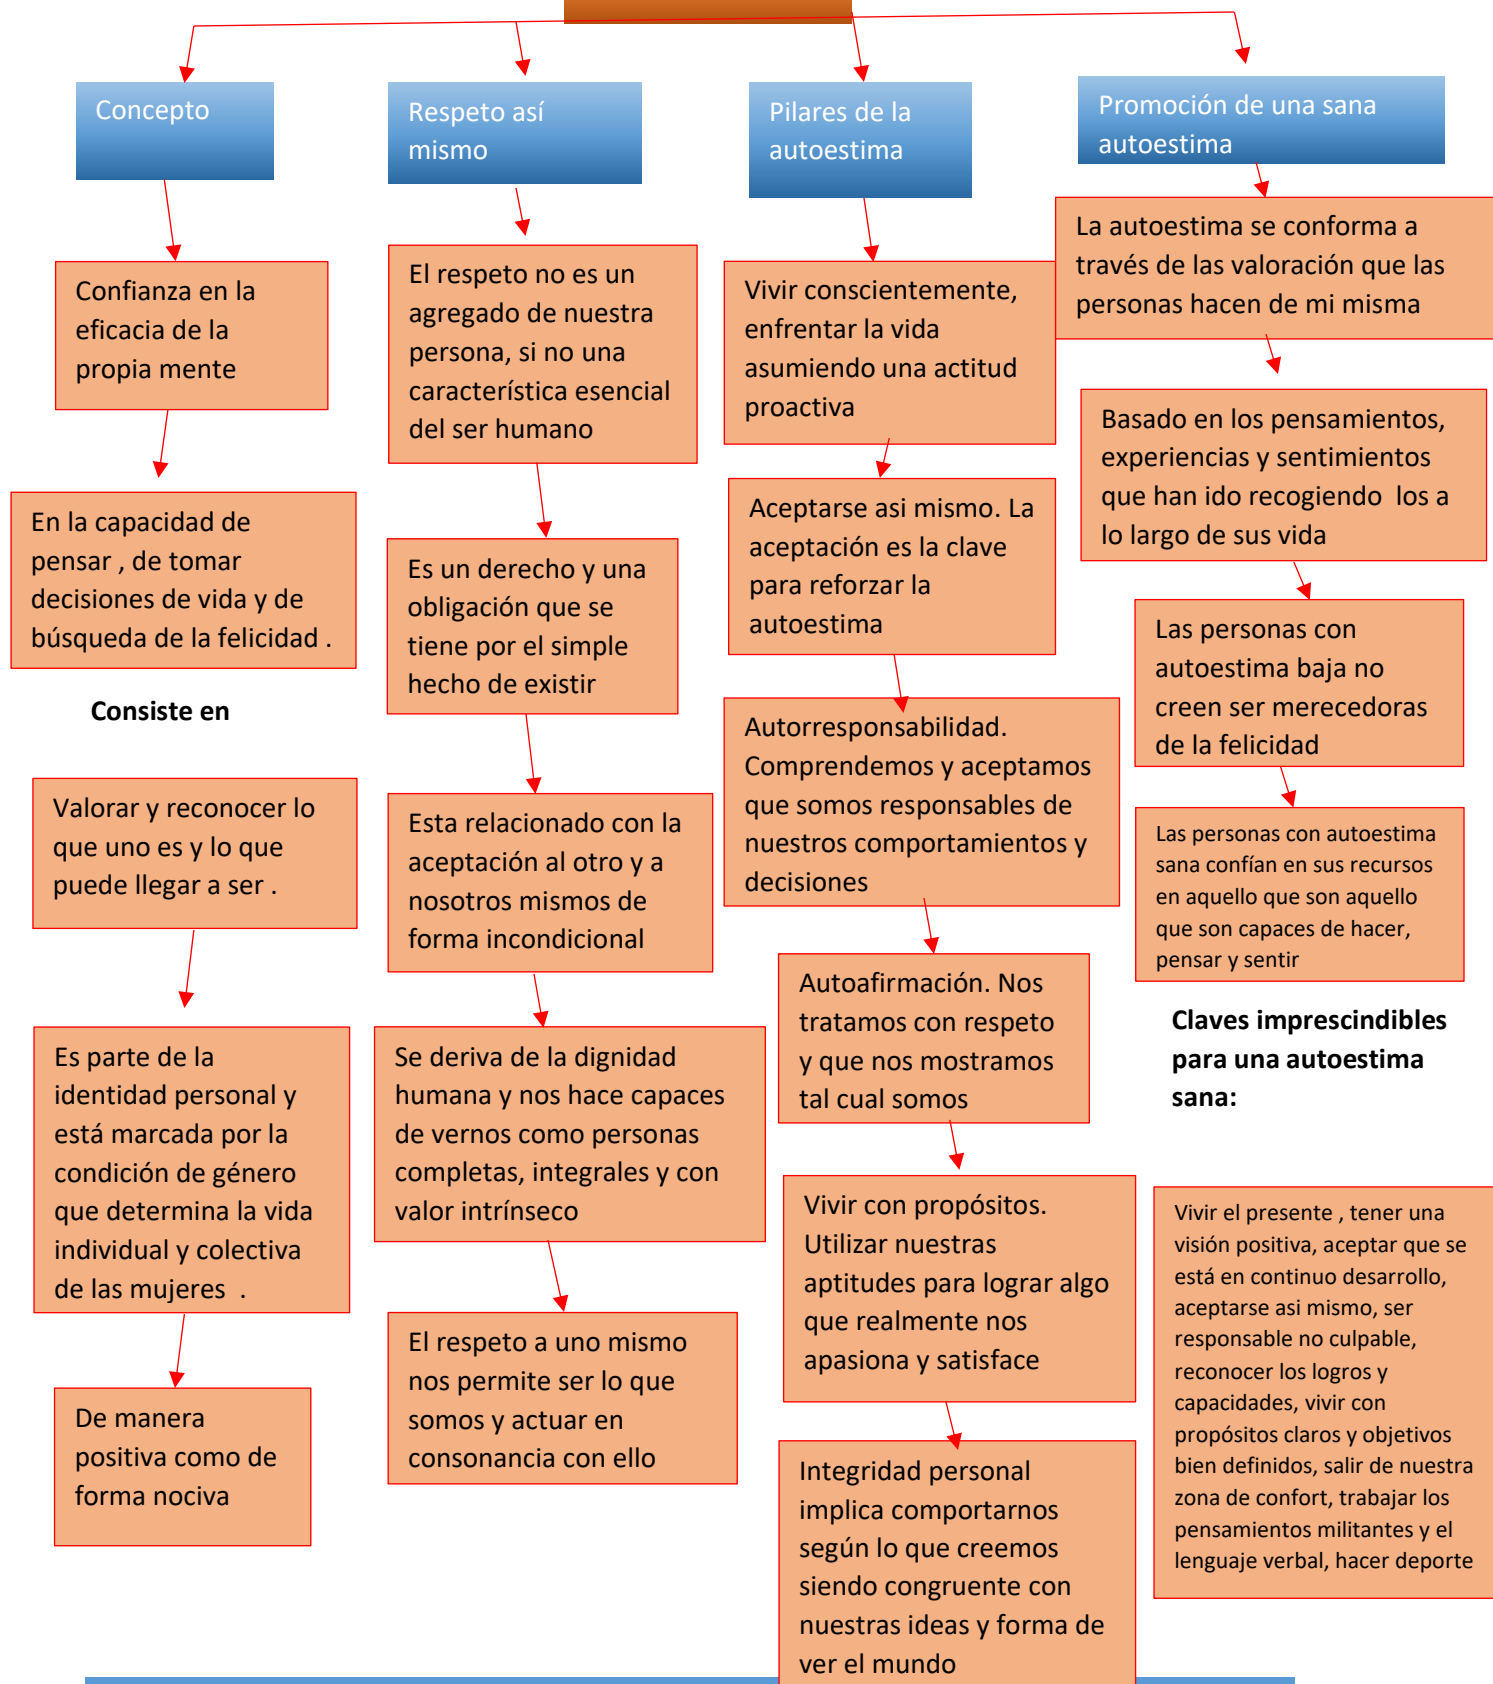 Concepto
Confianza en la
eficacia de la
propia mente
En la capacidad de
pensar , de tomar
decisiones de vida y de
búsqueda de la felicidad .
Consiste en
Valorar y reconocer lo
que uno es y lo que
puede llegar a ser .
Es parte de la
identidad personal y
está marcada por la
condición de género
que determina la vida
individual y colectiva
de las mujeres .
De manera
positiva como de
forma nociva
Respeto así
mismo
El respeto no es un
agregado de nuestra
persona, si no una
característica esencial
del ser humano
Es un derecho y una
obligación que se
tiene por el simple
hecho de existir
Esta relacionado con la
aceptación al otro y a
nosotros mismos de
forma incondicional
Se deriva de la dignidad
humana y nos hace capaces
de vernos como personas
completas, integrales y con
valor intrínseco
El respeto a uno mismo
nos permite ser lo que
somos y actuar en
consonancia con ello
Pilares de la
autoestima
Vivir conscientemente,
enfrentar la vida
asumiendo una actitud
proactiva
Aceptarse asi mismo. La
aceptación es la clave
para reforzar la
autoestima
Autorresponsabilidad.
Comprendemos y aceptamos
que somos responsables de
nuestros comportamientos y
decisiones
Autoafirmación. Nos
tratamos con respeto
y que nos mostramos
tal cual somos
Vivir con propósitos.
Utilizar nuestras
aptitudes para lograr algo
que realmente nos
apasiona y satisface
Integridad personal
implica comportarnos
según lo que creemos
siendo congruente con
nuestras ideas y forma de
ver el mundo
Promoción de una sana
autoestima
La autoestima se conforma a
través de las valoración que las
personas hacen de mi misma
Basado en los pensamientos,
experiencias y sentimientos
que han ido recogiendo los a
lo largo de sus vida
Las personas con
autoestima baja no
creen ser merecedoras
de la felicidad
Las personas con autoestima
sana confían en sus recursos
en aquello que son aquello
que son capaces de hacer,
pensar y sentir
Claves imprescindibles
para una autoestima
sana:
Vivir el presente , tener una
visión positiva, aceptar que se
está en continuo desarrollo,
aceptarse asi mismo, ser
responsable no culpable,
reconocer los logros y
capacidades, vivir con
propósitos claros y objetivos
bien definidos, salir de nuestra
zona de confort, trabajar los
pensamientos militantes y el
lenguaje verbal, hacer deporte